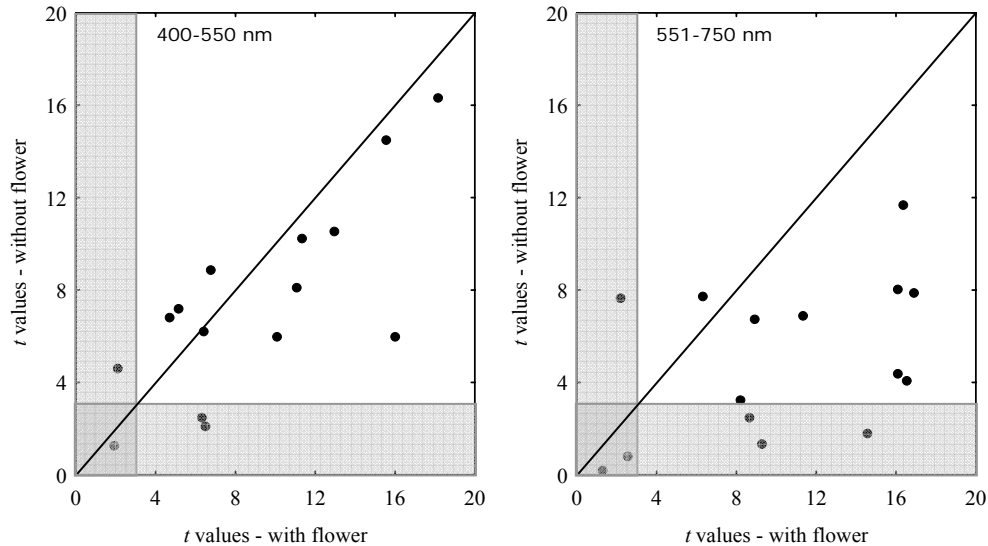 400-550 nm
20
16
12
8
4
0
t values - without flower
0 4 8 12 16 20
t values - with flower
551-750 nm
20
16
12
8
4
0
t values - without flower
0 4 8 12 16 20
t values - with flower